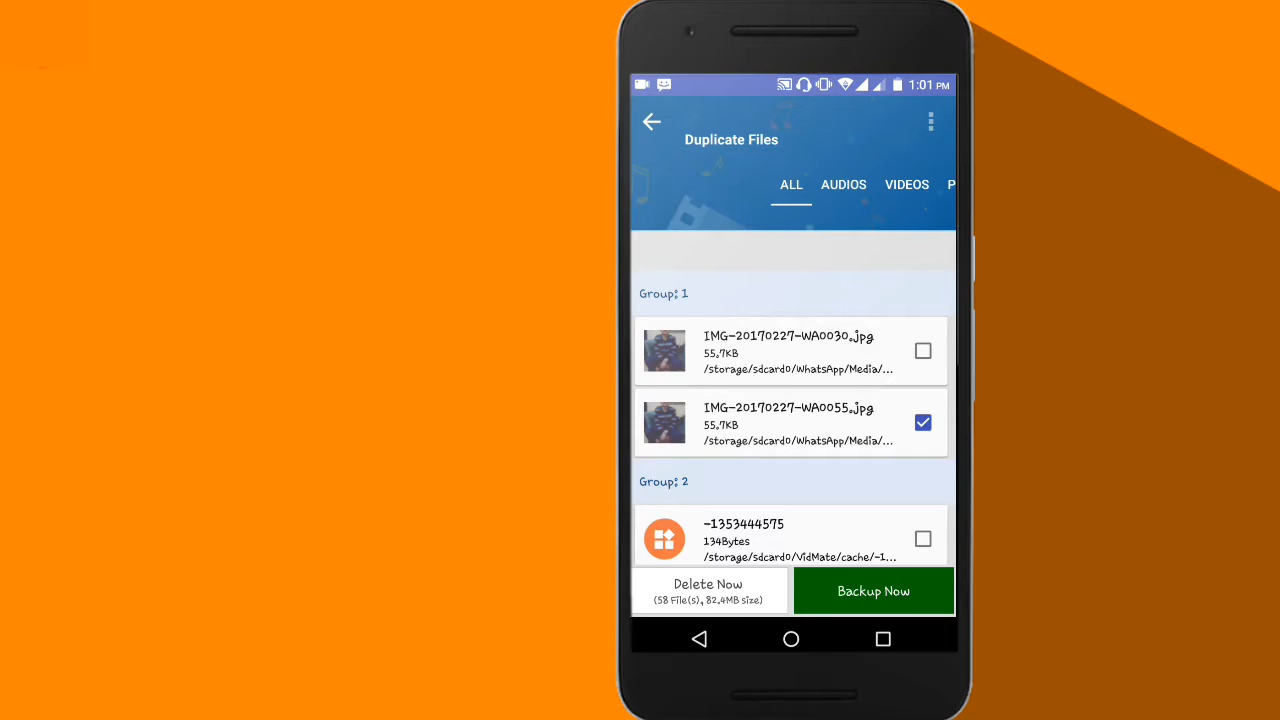 1:01 PM
Duplicate Files
ALL AUDIOS VIDEOS P
Group: 1
IMG-20170227-WA0030.jpg
55.7KB
/storage/sdcard0/WhatsApp/Media/...
IMG-20170227-WA0055.jpg
55.7KB
/storage/sdcard0/WhatsApp/Media/...
Group: 2
-1353444575
134Bytes
/storage/sdcard0/VidMate/cache/-1...
Delete Now
(58 File(s), 82.4MB size)
Backup Now